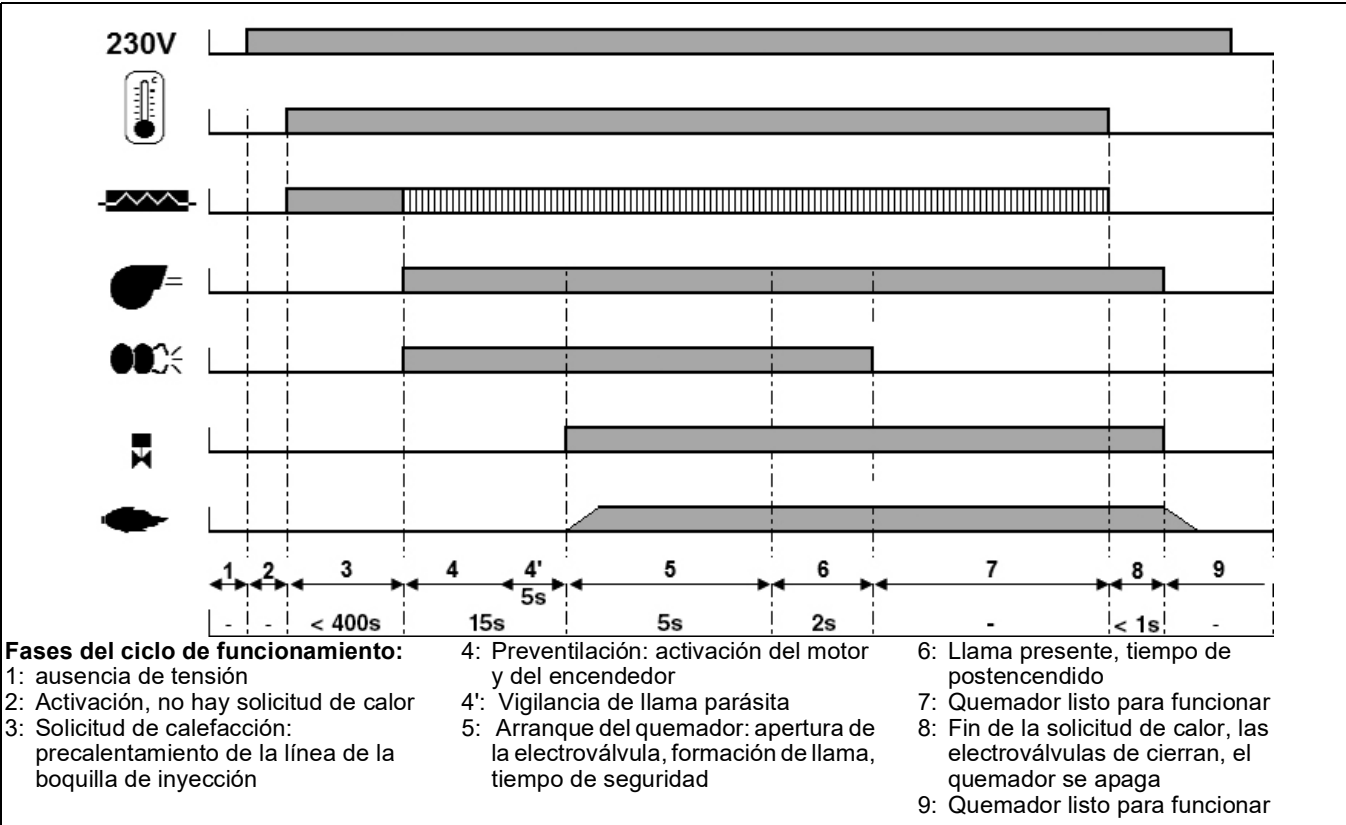 230V
°C
1 2 3 4 4' 5 6 7 8 9
5s
- - < 400s 15s 5s 2s - < 1s -
Fases del ciclo de funcionamiento:
1: ausencia de tensión
2: Activación, no hay solicitud de calor
3: Solicitud de calefacción:
precalentamiento de la línea de la
boquilla de inyección
4: Preventilación: activación del motor
y del encendedor
4': Vigilancia de llama parásita
5: Arranque del quemador: apertura de
la electroválvula, formación de llama,
tiempo de seguridad
6: Llama presente, tiempo de
postencendido
7: Quemador listo para funcionar
8: Fin de la solicitud de calor, las
electroválvulas de cierran, el
quemador se apaga
9: Quemador listo para funcionar